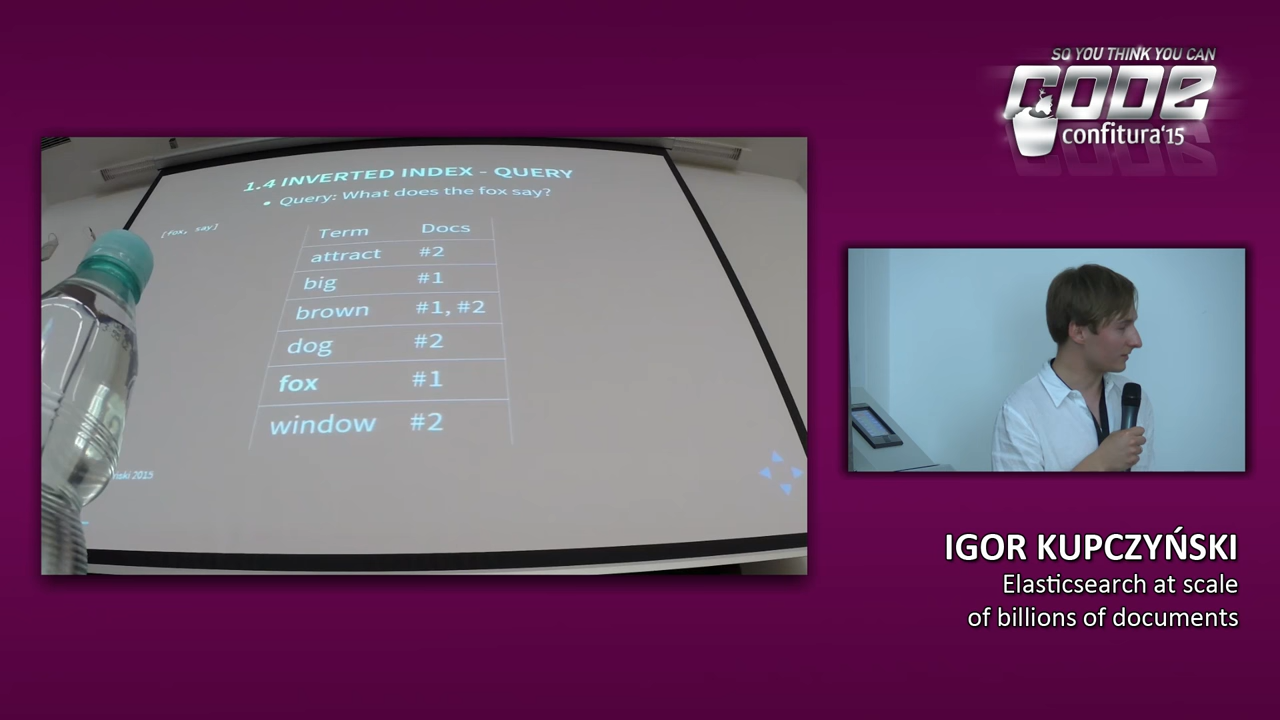 SO YOU THINK YOU CAN
CODE
confitura'15
1.4 INVERTED INDEX - QUERY
• Query: What does the fox say?
[fox, say]
Term Docs
attract #2
big #1
brown #1, #2
dog #2
fox #1
window #2
2015
IGOR KUPCZYŃSKI
Elasticsearch at scale
of billions of documents